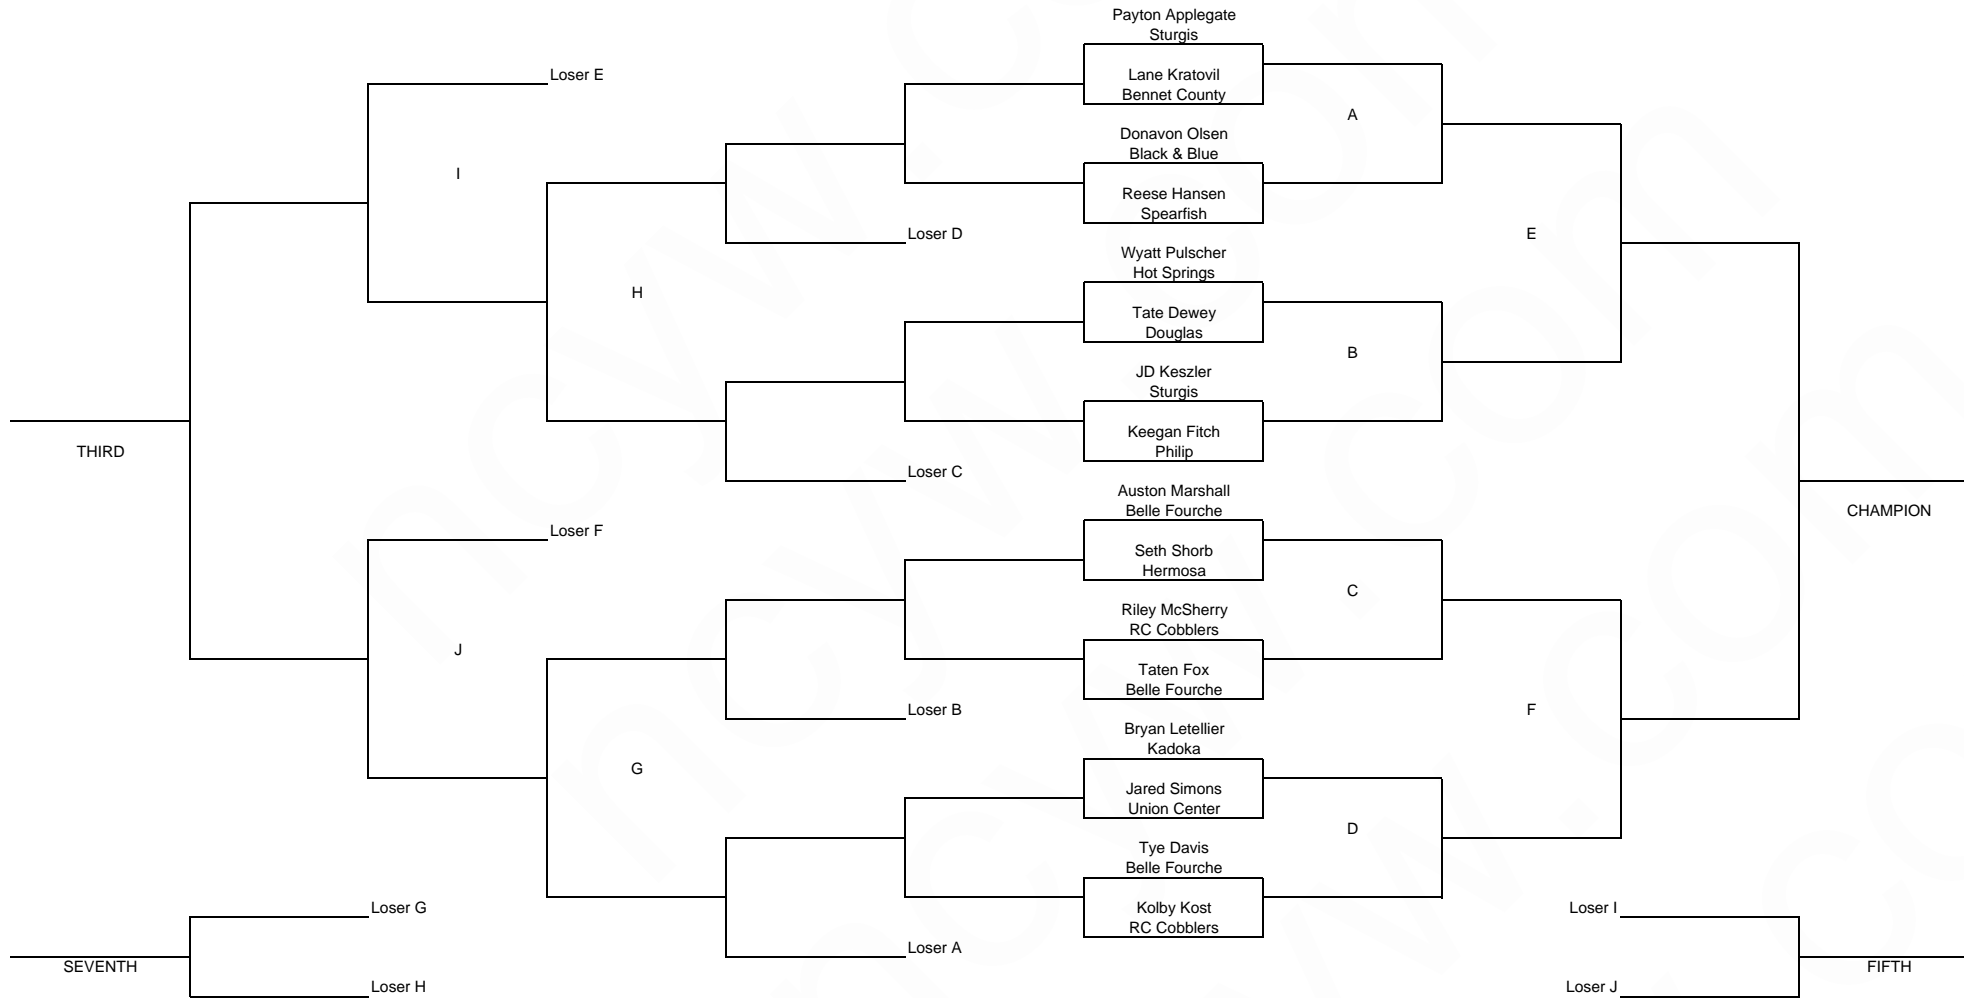 Payton Applegate
Sturgis
Loser E
Lane Kratovil
Bennet County
A
Donavon Olsen
Black & Blue
I
Reese Hansen
Spearfish
Loser D
E
Wyatt Pulscher
Hot Springs
H
Tate Dewey
Douglas
B
JD Keszler
Sturgis
Keegan Fitch
Philip
THIRD
Loser C
Auston Marshall
Belle Fourche
CHAMPION
Loser F
Seth Shorb
Hermosa
C
Riley McSherry
RC Cobblers
J
Taten Fox
Belle Fourche
Loser B
F
Bryan Letellier
Kadoka
G
Jared Simons
Union Center
D
Tye Davis
Belle Fourche
Loser G
Kolby Kost
RC Cobblers
Loser I
Loser A
SEVENTH
FIFTH
Loser H
Loser J